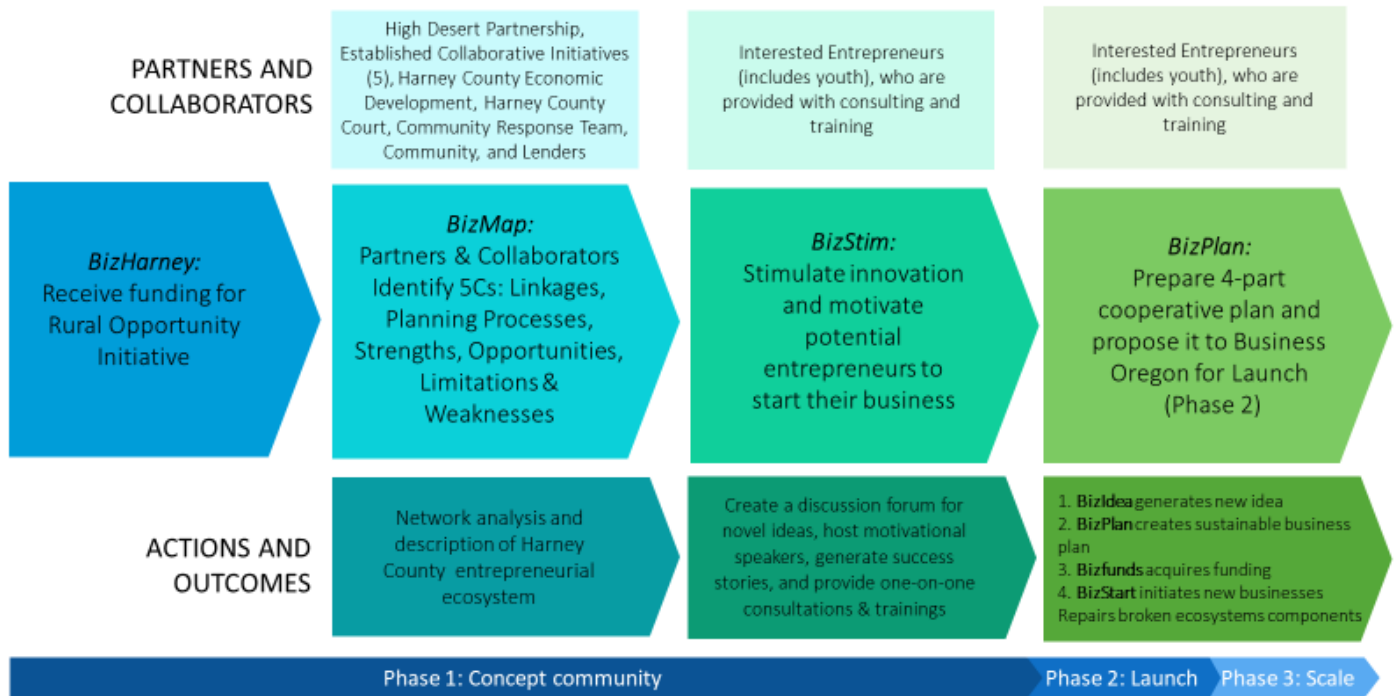 PARTNERS AND
COLLABORATORS
High Desert Partnership,
Established Collaborative Initiatives
(5), Harney County Economic
Development, Harney County
Court, Community Response Team,
Community, and Lenders
Interested Entrepreneurs
(includes youth), who are
provided with consulting and
training
Interested Entrepreneurs
(includes youth), who are
provided with consulting and
training
BizHarney:
Receive funding for
Rural Opportunity
Initiative
BizMap:
Partners & Collaborators
Identify 5Cs: Linkages,
Planning Processes,
Strengths, Opportunities,
Limitations &
Weaknesses
BizStim:
Stimulate innovation
and motivate
potential
entrepreneurs to
start their business
BizPlan:
Prepare 4-part
cooperative plan and
propose it to Business
Oregon for Launch
(Phase 2)
ACTIONS AND
OUTCOMES
Network analysis and
description of Harney
County entrepreneurial
ecosystem
Create a discussion forum for
novel ideas, host motivational
speakers, generate success
stories, and provide one-on-one
consultations & trainings
1. BizIdea generates new idea
2. BizPlan creates sustainable business
plan
3. Bizfunds acquires funding
4. BizStart initiates new businesses
Repairs broken ecosystems components
Phase 1: Concept community
Phase 2: Launch
Phase 3: Scale